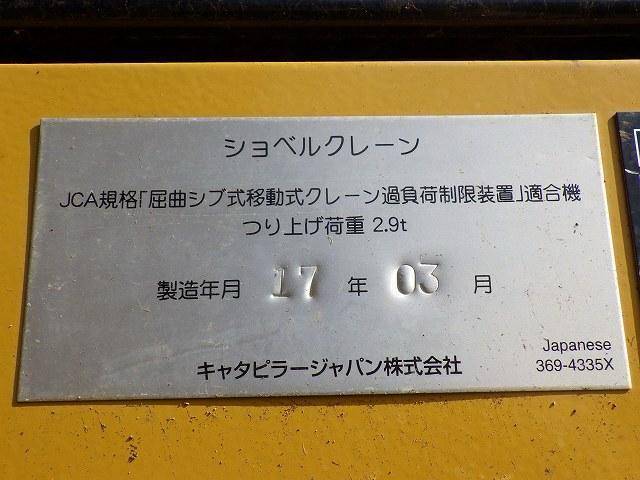 ショベルクレーン
JCA規格「屈曲ジブ式移動式クレーン過負荷制限装置」適合機
つり上げ荷重 2.9t
製造年月 17 年 03 月
キャタピラージャパン株式会社
Japanese
369-4335X